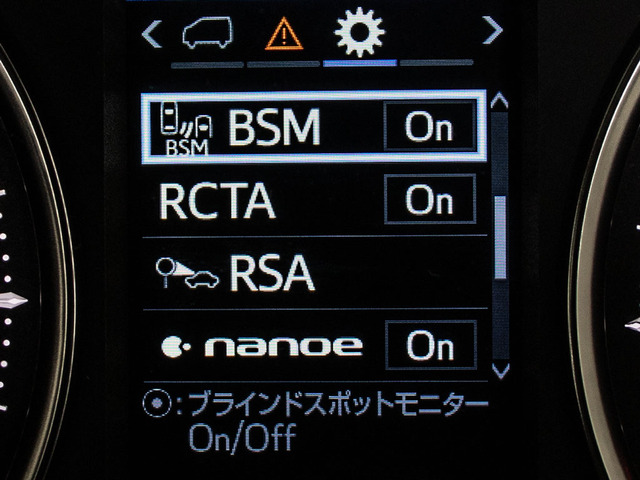 BSM BSM On
RCTA On
RSA
nanoe On
:ブラインドスポットモニター
On/Off